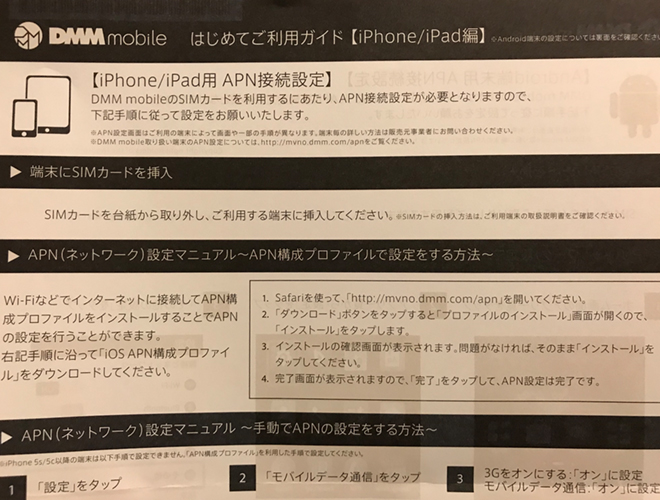 DMM mobile はじめてご利用ガイド【iPhone/iPad編】 ※Android端末の設定については裏面をご確認くださ
【iPhone/iPad用 APN接続設定】
DMM mobileのSIMカードを利用するにあたり、APN接続設定が必要となりますので、
下記手順に従って設定をお願いいたします。
※APN設定画面はご利用の端末によって画面や一部の手順が異なります。端末毎の詳しい方法は販売元事業者にお問い合わせください。
※DMM mobile取り扱い端末のAPN設定については、http://mvno.dmm.com/apnをご覧ください。
▶ 端末にSIMカードを挿入
SIMカードを台紙から取り外し、ご利用する端末に挿入してください。※SIMカードの挿入方法は、ご利用端末の取扱説明書をご確認ください。
▶ APN(ネットワーク)設定マニュアル~APN構成プロファイルで設定をする方法~
Wi-Fiなどでインターネットに接続してAPN構
成プロファイルをインストールすることでAPN
の設定を行うことができます。
右記手順に沿って「iOS APN構成プロファイ
ル」をダウンロードしてください。
1. Safariを使って、「http://mvno.dmm.com/apn」を開いてください。
2. 「ダウンロード」ボタンをタップすると「プロファイルのインストール」画面が開くので、
「インストール」をタップします。
3. インストールの確認画面が表示されます。問題がなければ、そのまま「インストール」を
タップしてください。
4. 完了画面が表示されますので、「完了」をタップして、APN設定は完了です。
▶ APN(ネットワーク)設定マニュアル ~手動でAPNの設定をする方法~
※iPhone 5s/5c以降の端末は以下手順で設定できません。「APN構成プロファイル」を利用した手順で設定してください。
1 「設定」をタップ
2 「モバイルデータ通信」をタップ
3 3Gをオンにする:「オン」に設定
モバイルデータ通信:「オン」に設定